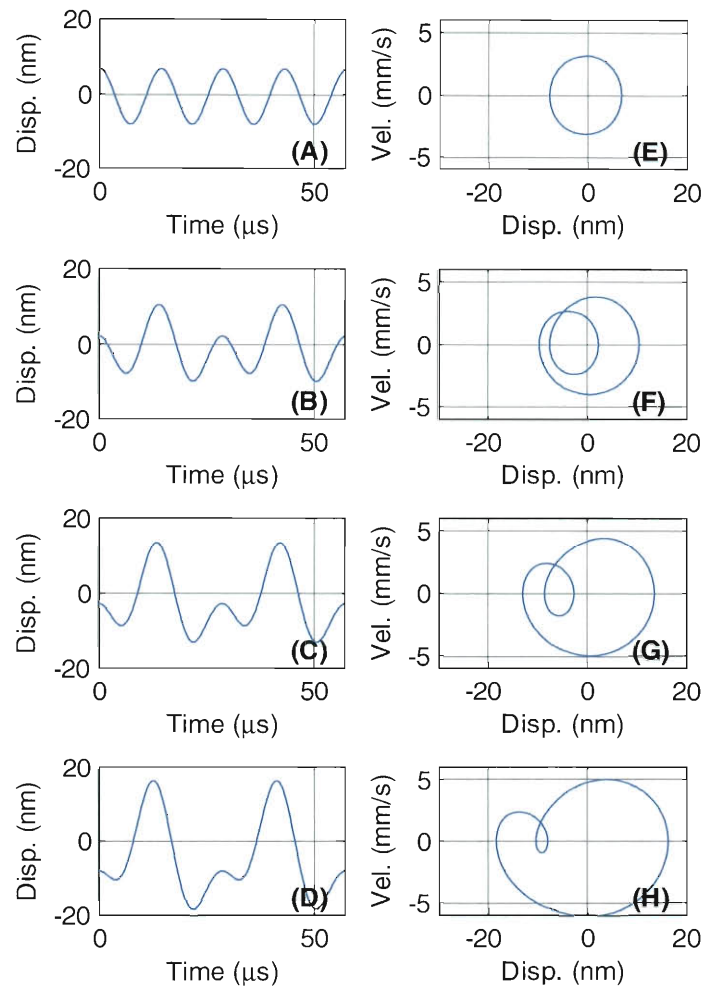 20
0
-20
Disp. (nm)
(A)
0 50
Time (μs)
5
0
-5
Vel. (mm/s)
(E)
-20 0 20
Disp. (nm)
20
0
-20
Disp. (nm)
(B)
0 50
Time (μs)
5
0
-5
Vel. (mm/s)
(F)
-20 0 20
Disp. (nm)
20
0
-20
Disp. (nm)
(C)
0 50
Time (μs)
5
0
-5
Vel. (mm/s)
(G)
-20 0 20
Disp. (nm)
20
0
-20
Disp. (nm)
(D)
0 50
Time (μs)
5
0
-5
Vel. (mm/s)
(H)
-20 0 20
Disp. (nm)